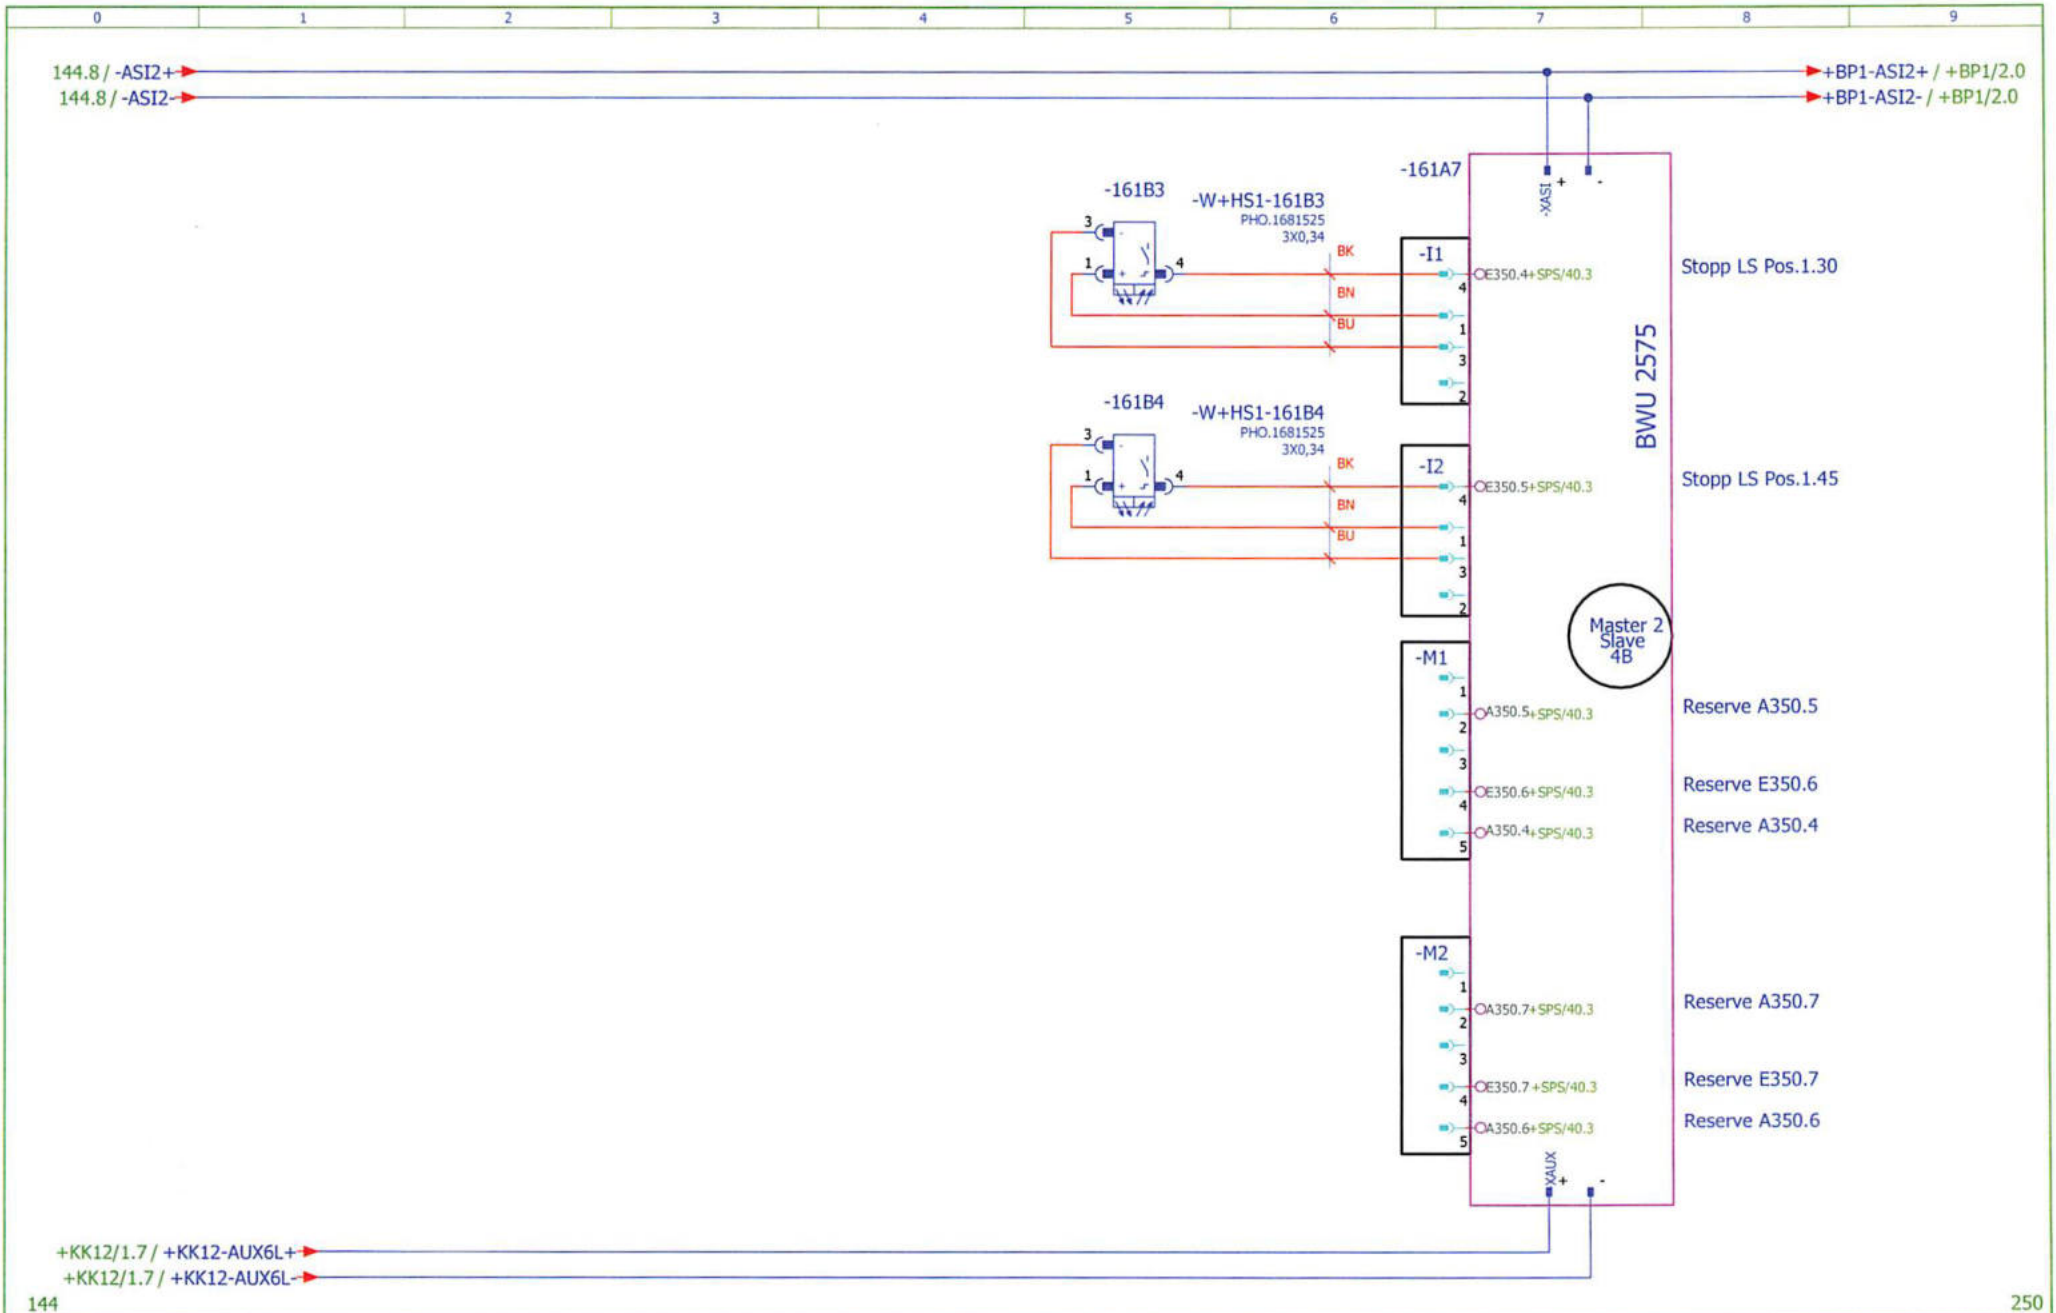 0 1 2 3 4 5 6 7 8 9
144.8/ -ASI2+
+BP1-ASI2+ / +BP1/2.0
144.8/ -ASI2-
+BP1-ASI2- / +BP1/2.0
-161A7
-XASI
+ -
-161B3
-W+HS1-161B3
PHO.1681525
3X0,34
3
-
1
+
4
BK
BN
BU
-I1
4
1
3
2
E350.4+SPS/40.3
Stopp LS Pos.1.30
BWU 2575
-161B4
-W+HS1-161B4
PHO.1681525
3X0,34
3
-
1
+
4
BK
BN
BU
-I2
4
1
3
2
E350.5+SPS/40.3
Stopp LS Pos.1.45
Master 2
Slave
4B
-M1
1
A350.5+SPS/40.3
Reserve A350.5
2
3
E350.6+SPS/40.3
Reserve E350.6
4
A350.4+SPS/40.3
Reserve A350.4
5
-M2
1
A350.7+SPS/40.3
Reserve A350.7
2
3
E350.7+SPS/40.3
Reserve E350.7
4
A350.6+SPS/40.3
Reserve A350.6
5
XAUX
+ -
+KK12/1.7/ +KK12-AUX6L+
+KK12/1.7/ +KK12-AUX6L-
144
250